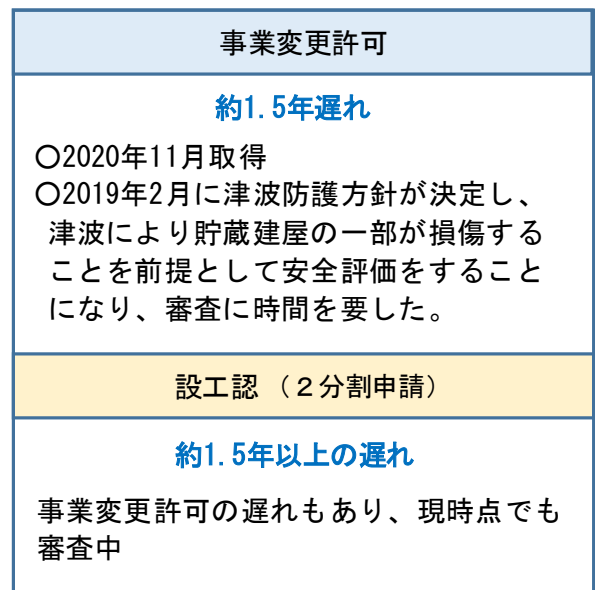 事業変更許可
約1.5年遅れ
〇2020年11月取得
〇2019年2月に津波防護方針が決定し、
津波により貯蔵建屋の一部が損傷する
ことを前提として安全評価をすること
になり、審査に時間を要した。
設工認（２分割申請）
約1.5年以上の遅れ
事業変更許可の遅れもあり、現時点でも
審査中